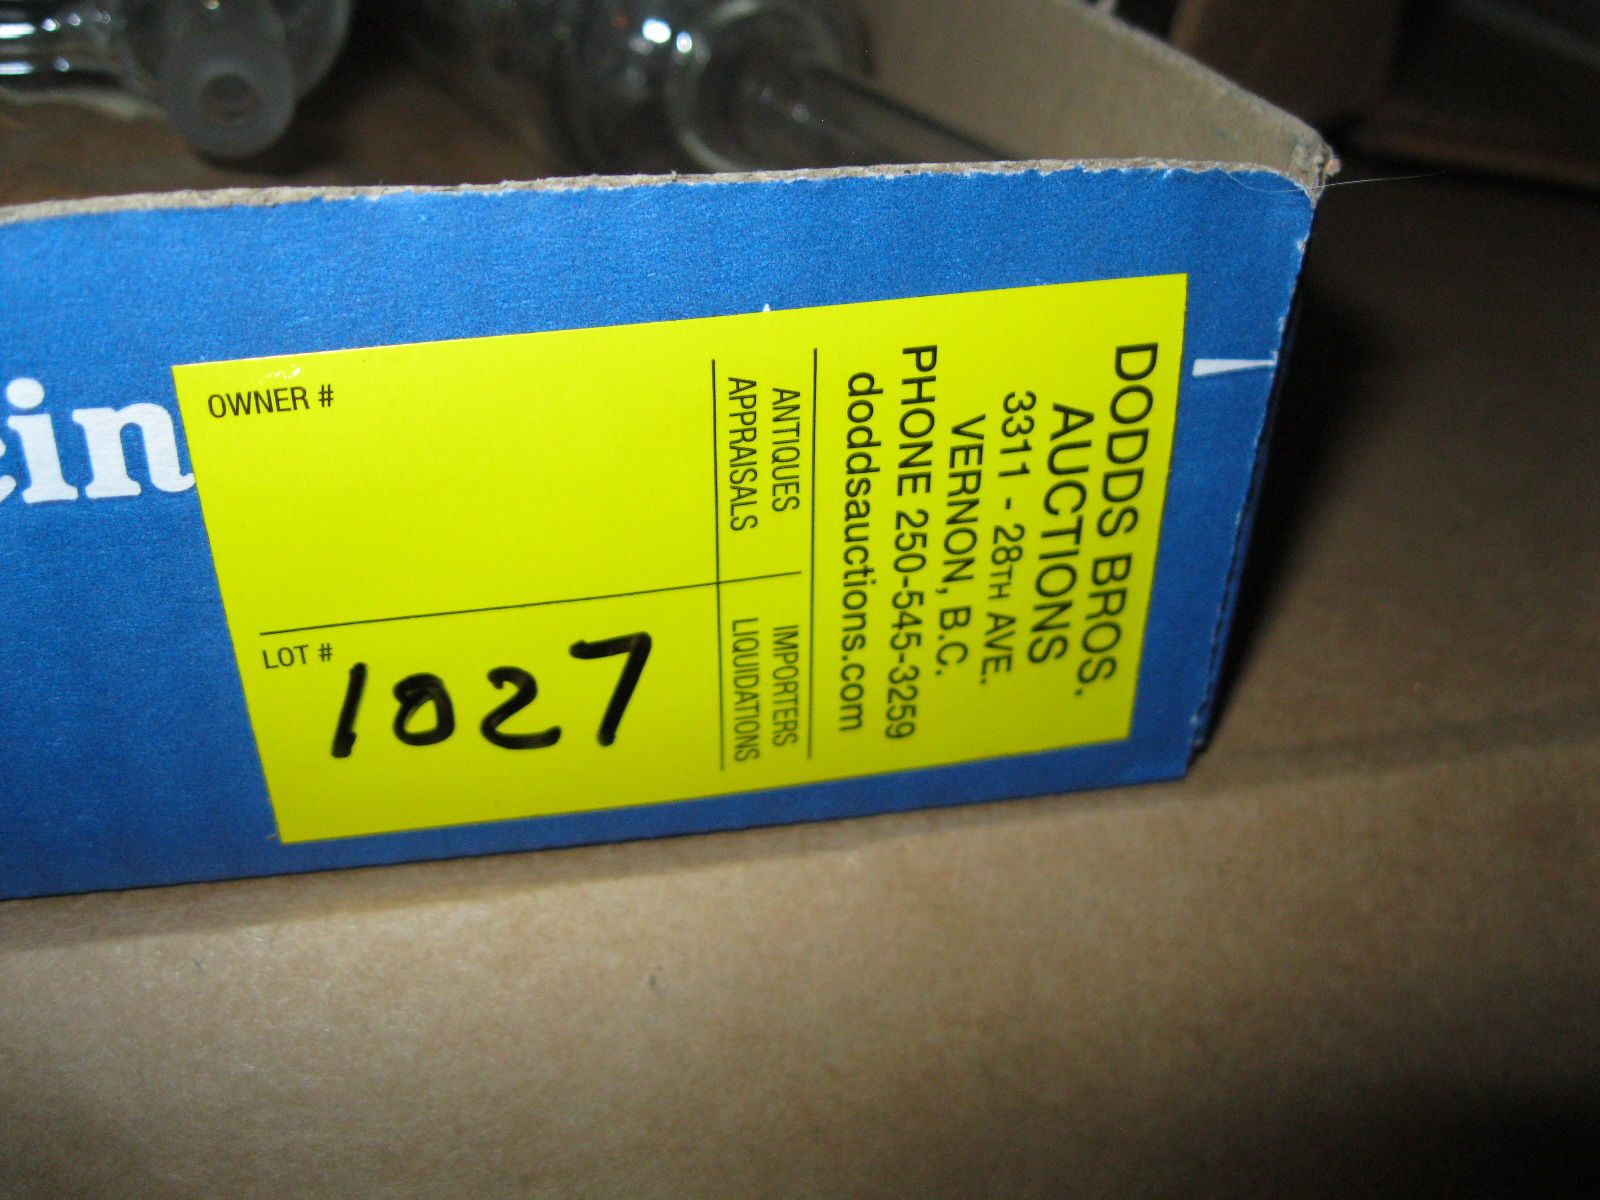 DODDS BROS.
AUCTIONS
3311 - 28TH AVE.
VERNON, B.C.
PHONE 250-545-3259
doddsauctions.com
ANTIQUES
APPRAISALS
IMPORTERS
LIQUIDATIONS
OWNER #
LOT # 1027